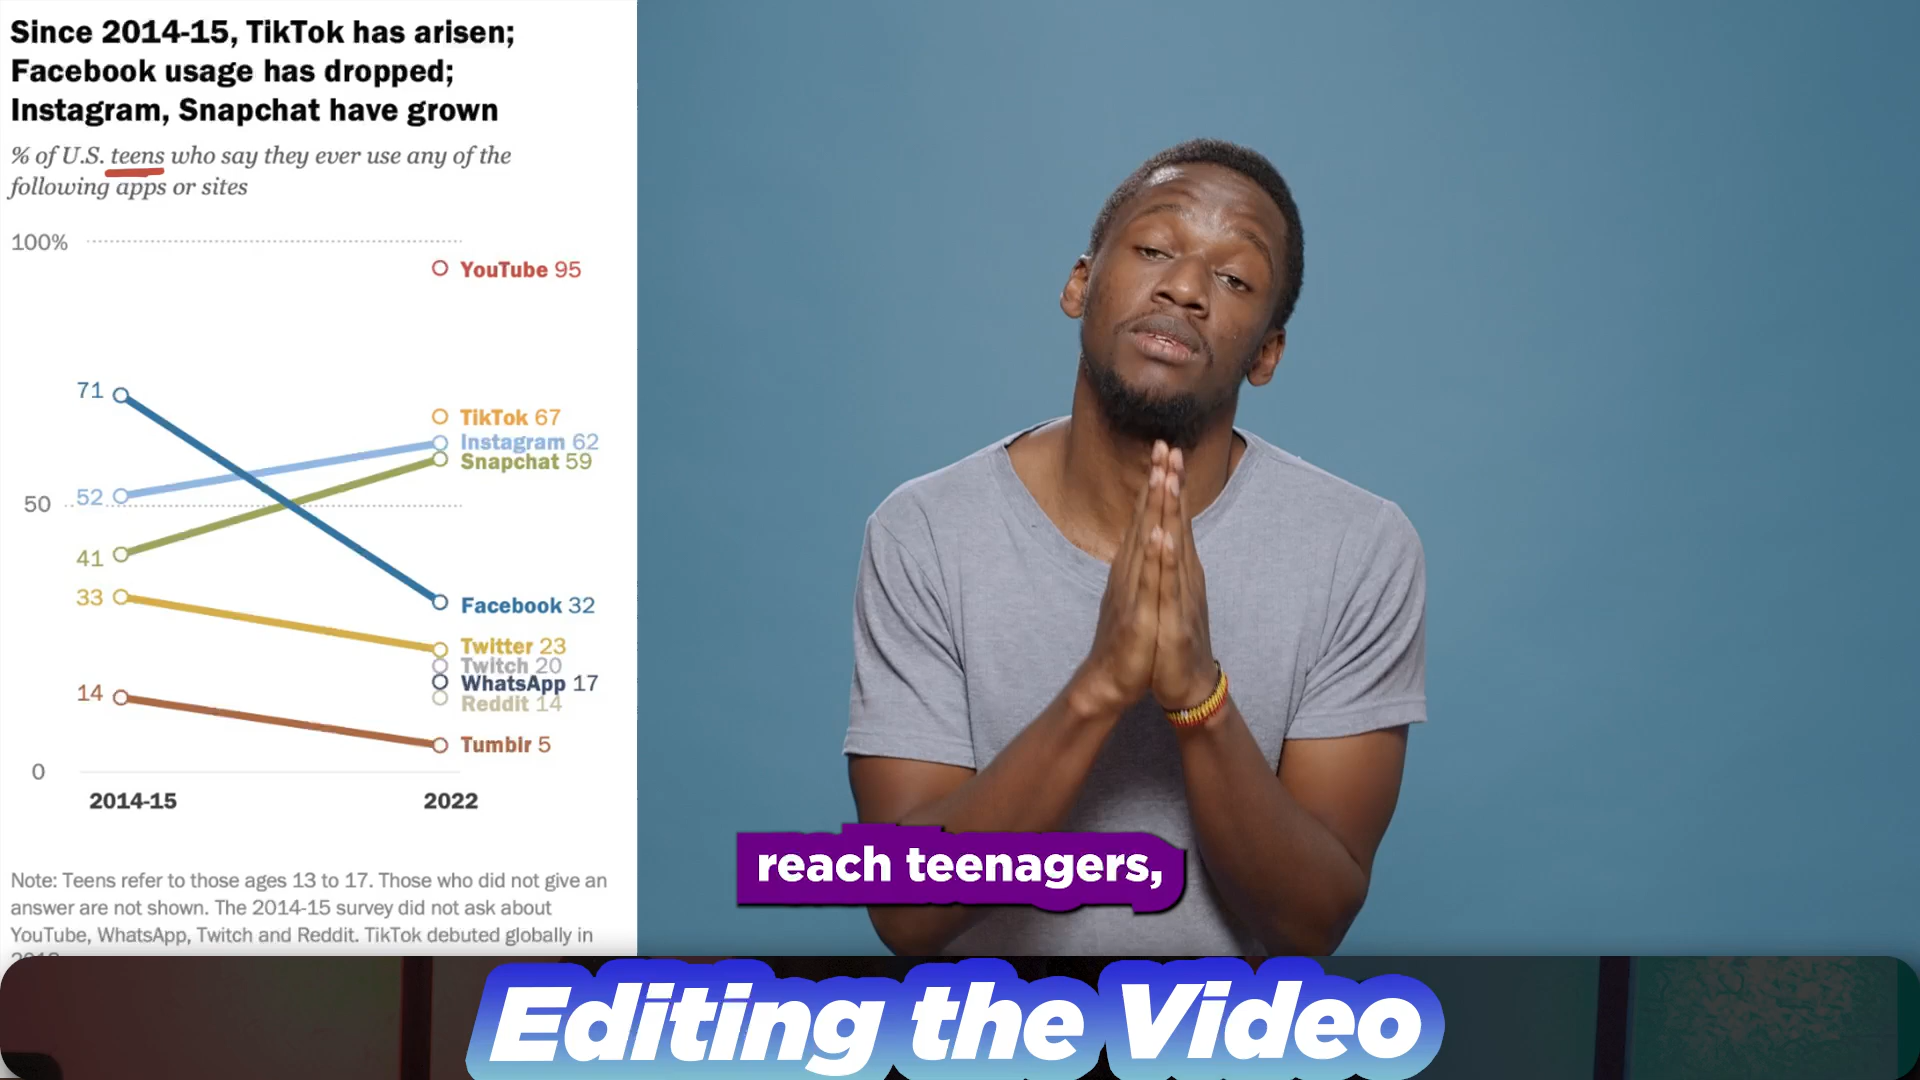 Since 2014-15, TikTok has arisen;
Facebook usage has dropped;
Instagram, Snapchat have grown
% of U.S. teens who say they ever use any of the
following apps or sites
100%
YouTube 95
71
TikTok 67
Instagram 62
Snapchat 59
52
50
41
33
Facebook 32
Twitter 23
Twitch 20
WhatsApp 17
14
Reddit 14
Tumblr 5
0
2014-15 2022
Note: Teens refer to those ages 13 to 17. Those who did not give an
answer are not shown. The 2014-15 survey did not ask about
YouTube, WhatsApp, Twitch and Reddit. TikTok debuted globally in
reach teenagers,
Editing the Video